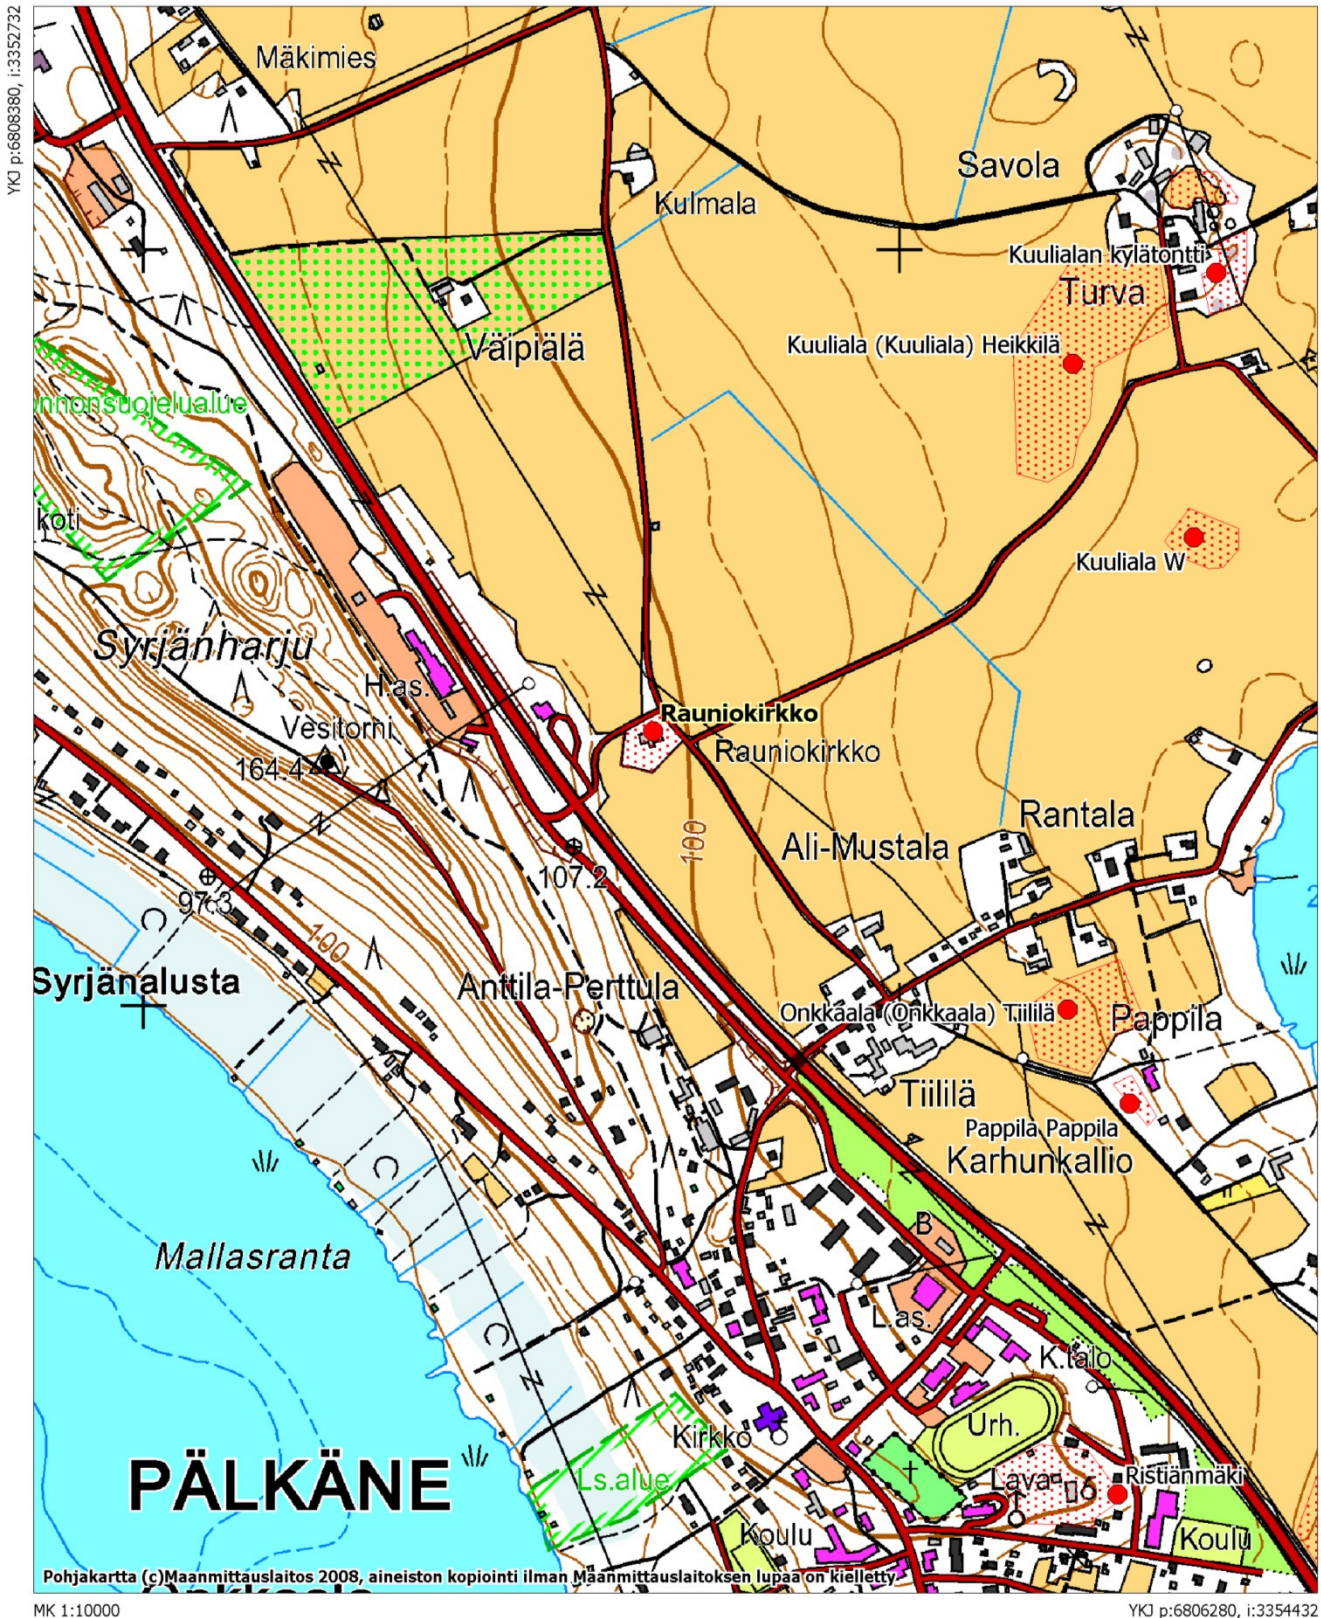 YKJ p:6808380, i:3352732
Mäkimies
Savola
Kulmala
Kuulialan kylätontti
Turva
Kuuliala (Kuuliala) Heikkilä
Väipiälä
onnonsuojelualue
koti
Kuuliala W
Syrjänharju
H.as.
Rauniokirkko
Vesitorni
Rauniokirkko
164.4
Rantala
100
Ali-Mustala
107.2
97.3
100
Syrjänalusta
Anttila-Perttula
Onkkaala (Onkkaala) Tiililä
Pappila
Tiililä
Pappila Pappila
Karhunkallio
B
Mallasranta
L.as.
K.talo
Urh.
Kirkko
PÄLKÄNE
Ls.alue
Lava
Ristiänmäki
Koulu
Koulu
Pohjakartta (c)Maanmittauslaitos 2008, aineiston kopiointi ilman Maanmittauslaitoksen lupaa on kielletty
Onkkaala
MK 1:10000
YKJ p:6806280, i:3354432